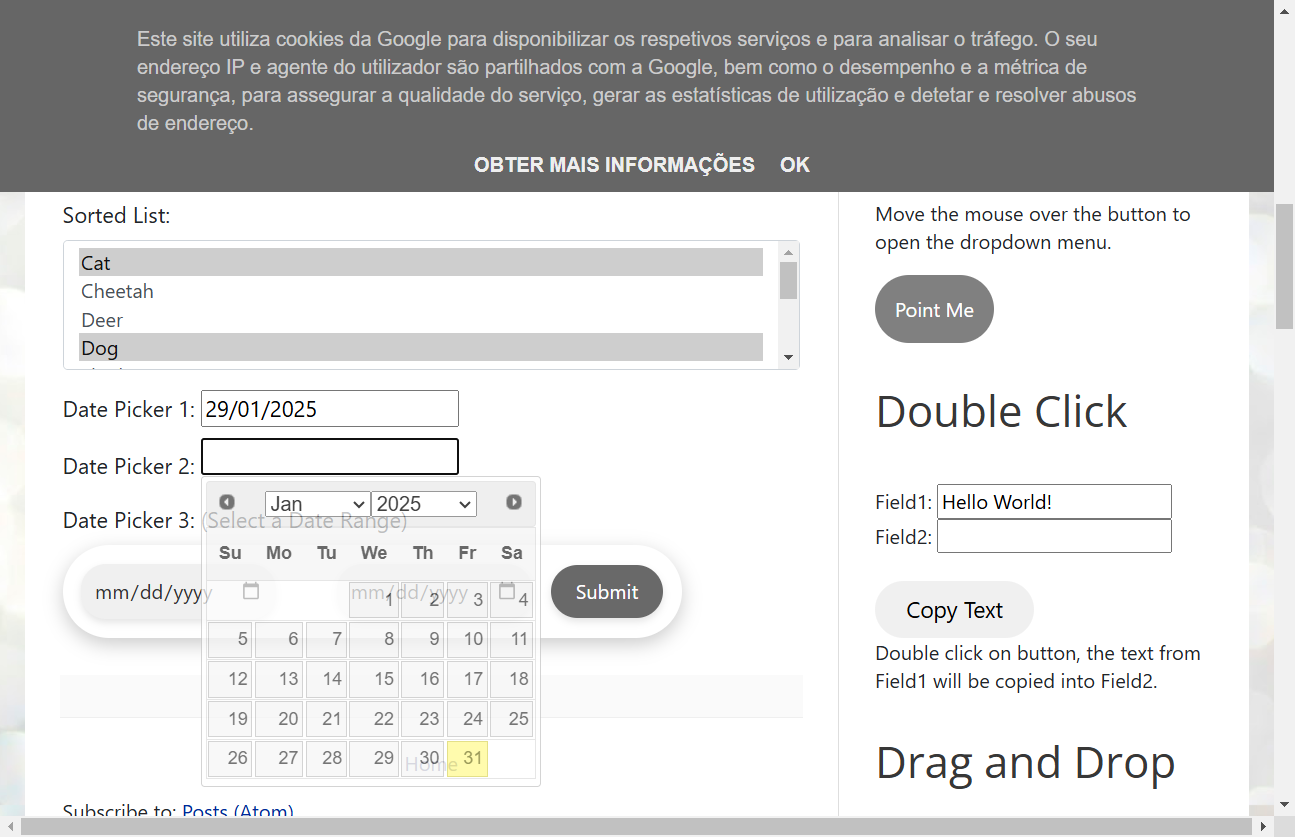 Este site utiliza cookies da Google para disponibilizar os respetivos serviços e para analisar o tráfego. O seu
endereço IP e agente do utilizador são partilhados com a Google, bem como o desempenho e a métrica de
segurança, para assegurar a qualidade do serviço, gerar as estatísticas de utilização e detetar e resolver abusos
de endereço.
OBTER MAIS INFORMAÇÕES OK
Sorted List:
Cat
Cheetah
Deer
Dog
Date Picker 1: 29/01/2025
Date Picker 2:
Jan 2025
Date Picker 3: (Select a Date Range)
Su Mo Tu We Th Fr Sa
mm/dd/yyyy mm/dd/yyyy Submit
1 2 3 4
5 6 7 8 9 10 11
12 13 14 15 16 17 18
19 20 21 22 23 24 25
26 27 28 29 30 31
Home
Subscribe to: Posts (Atom)
Move the mouse over the button to
open the dropdown menu.
Point Me
Double Click
Field1: Hello World!
Field2:
Copy Text
Double click on button, the text from
Field1 will be copied into Field2.
Drag and Drop